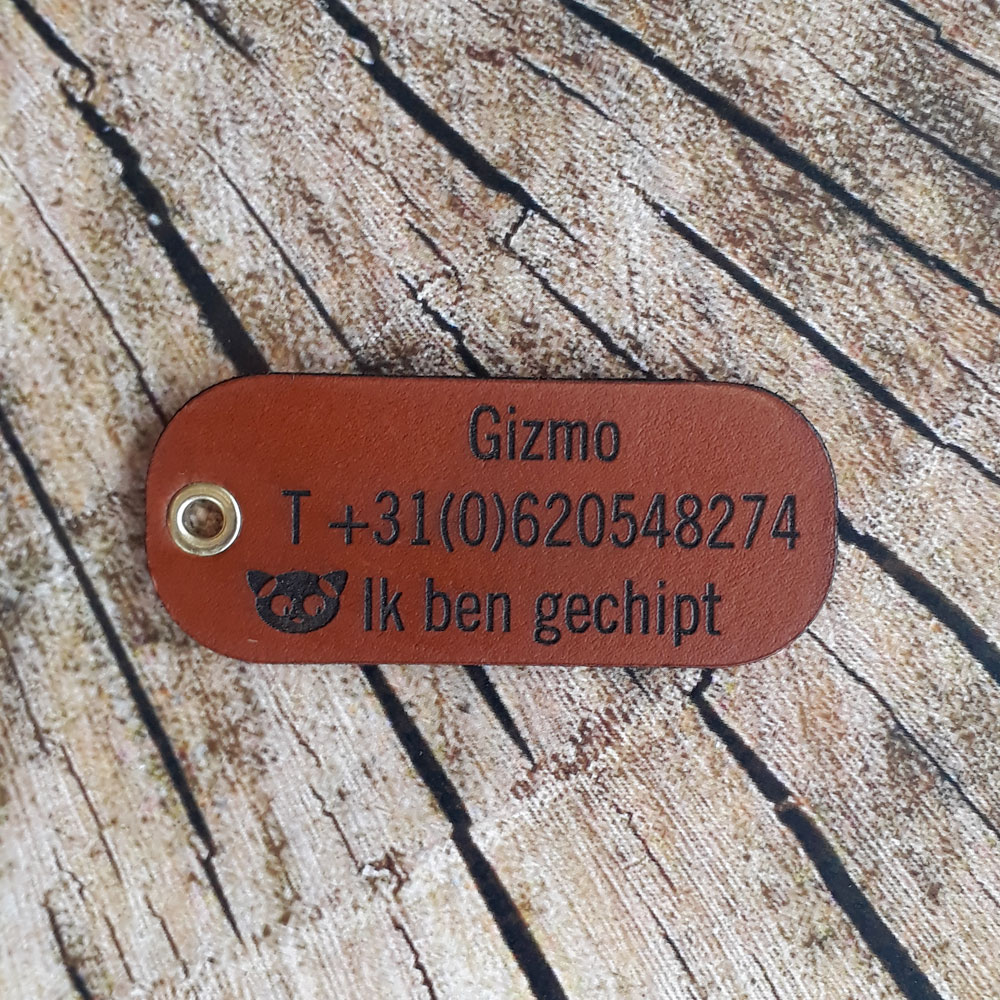 Gizmo
T +31(0)620548274
Ik ben gechipt